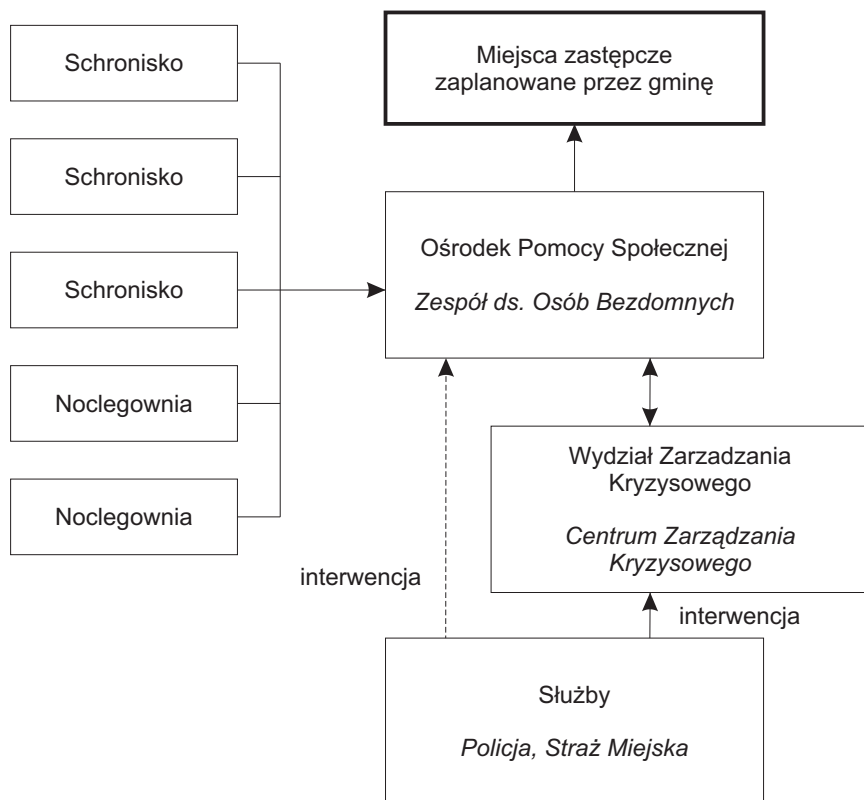 Schronisko
Schronisko
Schronisko
Noclegownia
Noclegownia
Miejsca zastępcze
zaplanowane przez gminę
Ośrodek Pomocy Społecznej
Zespół ds. Osób Bezdomnych
Wydział Zarzadzania
Kryzysowego
Centrum Zarządzania
Kryzysowego
interwencja
interwencja
Służby
Policja, Straż Miejska